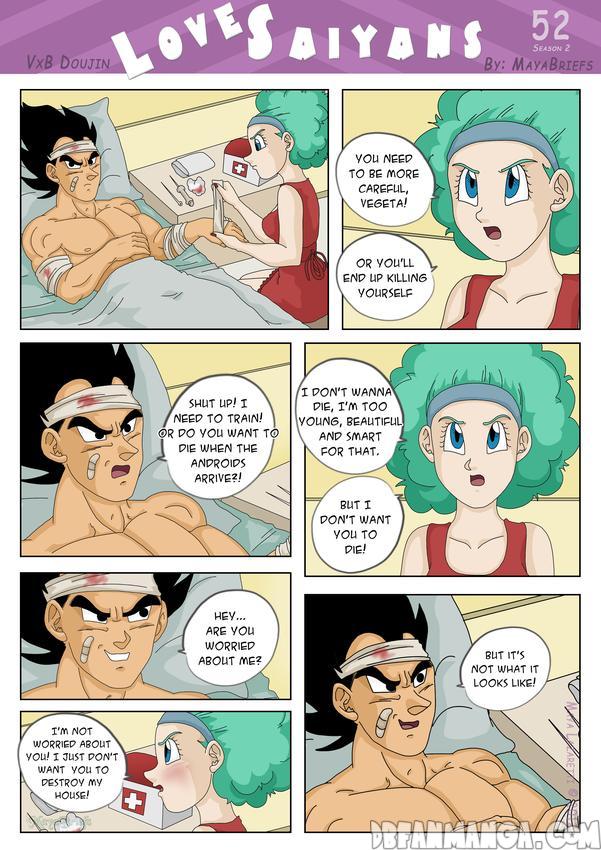 VxB Doujin
Love Saiyans
52
Season 2
By: MayaBriefs
YOU NEED
TO BE MORE
CAREFUL,
VEGETA!
OR YOU'LL
END UP KILLING
YOURSELF
SHUT UP! I
NEED TO TRAIN!
OR DO YOU WANT TO
DIE WHEN THE
ANDROIDS
ARRIVE?!
I DON'T WANNA
DIE, I'M TOO
YOUNG, BEAUTIFUL
AND SMART
FOR THAT.
BUT I
DON'T WANT
YOU TO
DIE!
HEY...
ARE YOU
WORRIED
ABOUT ME?
I'M NOT
WORRIED ABOUT
YOU! I JUST DON'T
WANT YOU TO
DESTROY MY
HOUSE!
BUT IT'S
NOT WHAT IT
LOOKS LIKE!
DBFANMANGA.COM